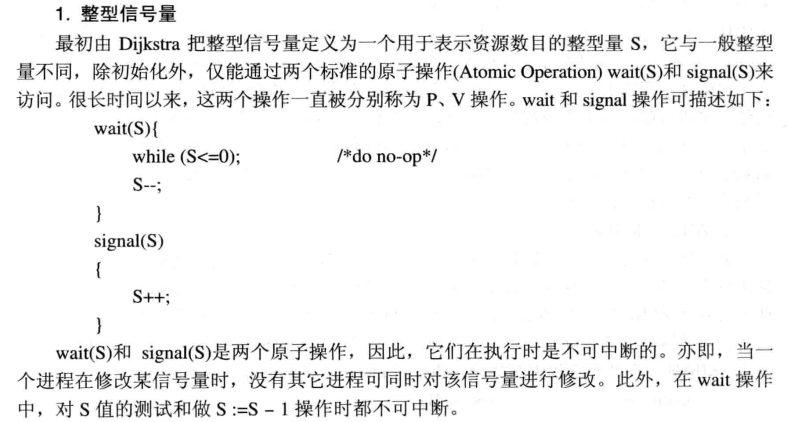 1. 整型信号量
最初由 Dijkstra 把整型信号量定义为一个用于表示资源数目的整型量 S，它与一般整型
量不同，除初始化外，仅能通过两个标准的原子操作(Atomic Operation) wait(S)和 signal(S)来
访问。很长时间以来，这两个操作一直被分别称为 P、V 操作。wait 和 signal 操作可描述如下：
wait(S){
while (S<=0); /*do no-op*/
S--;
}
signal(S)
{
S++;
}
wait(S)和 signal(S)是两个原子操作，因此，它们在执行时是不可中断的。亦即，当一
个进程在修改某信号量时，没有其它进程可同时对该信号量进行修改。此外，在 wait 操作
中，对 S 值的测试和做 S :=S − 1 操作时都不可中断。